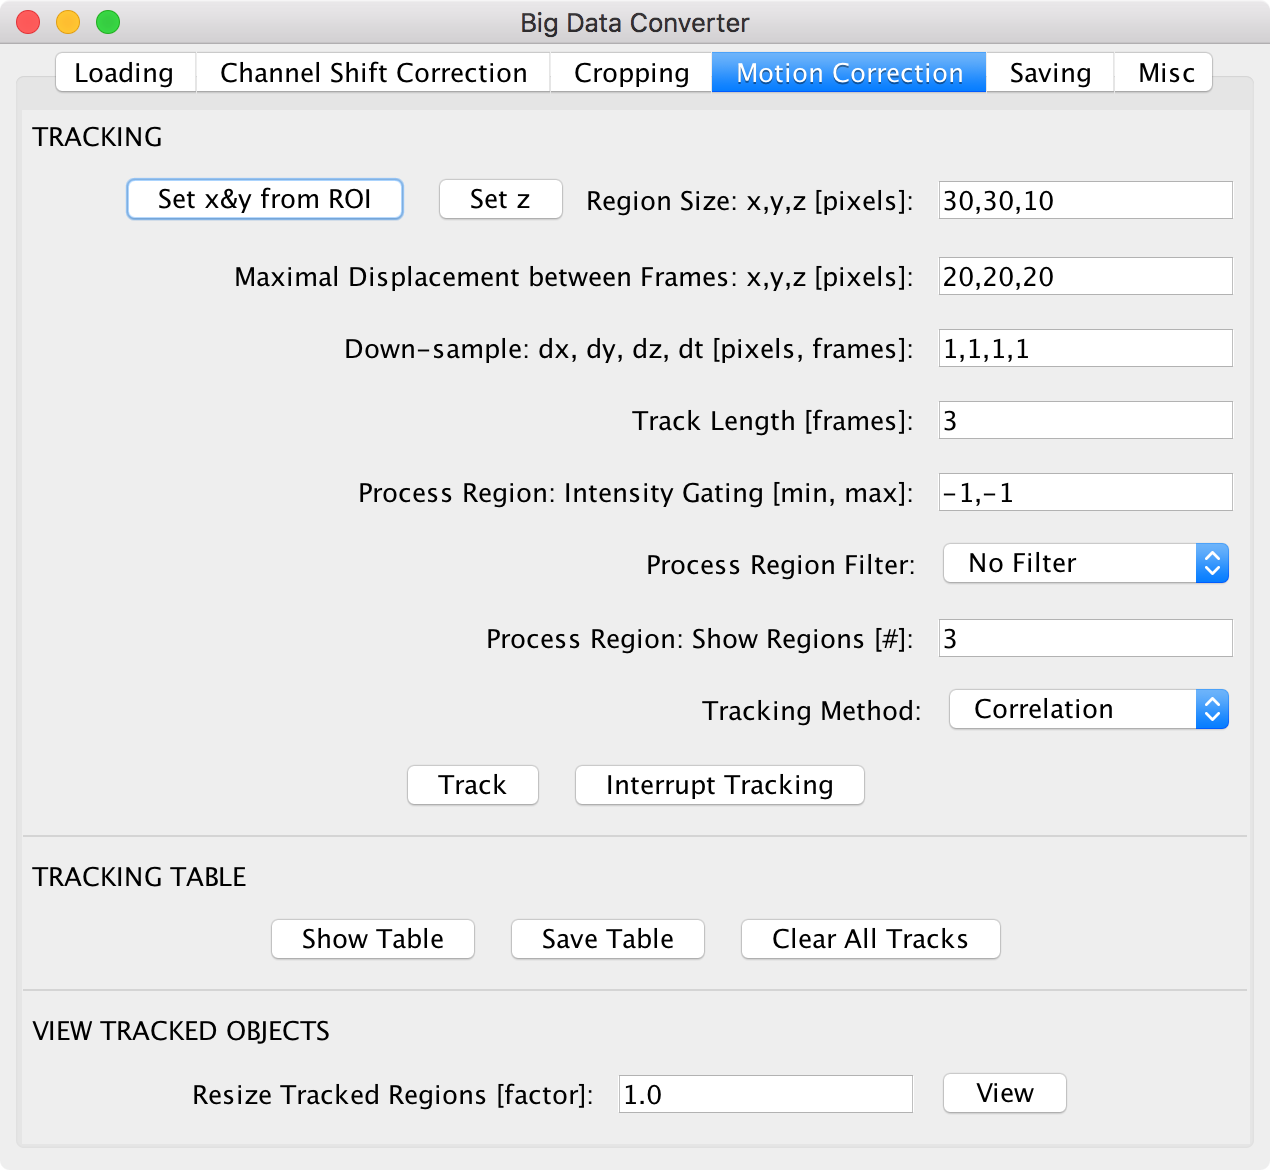 Big Data Converter
Loading Channel Shift Correction Cropping Motion Correction Saving Misc
TRACKING
Set x&y from ROI Set z Region Size: x,y,z [pixels]: 30,30,10
Maximal Displacement between Frames: x,y,z [pixels]: 20,20,20
Down-sample: dx, dy, dz, dt [pixels, frames]: 1,1,1,1
Track Length [frames]: 3
Process Region: Intensity Gating [min, max]: -1,-1
Process Region Filter: No Filter
Process Region: Show Regions [#]: 3
Tracking Method: Correlation
Track Interrupt Tracking
TRACKING TABLE
Show Table Save Table Clear All Tracks
VIEW TRACKED OBJECTS
Resize Tracked Regions [factor]: 1.0 View